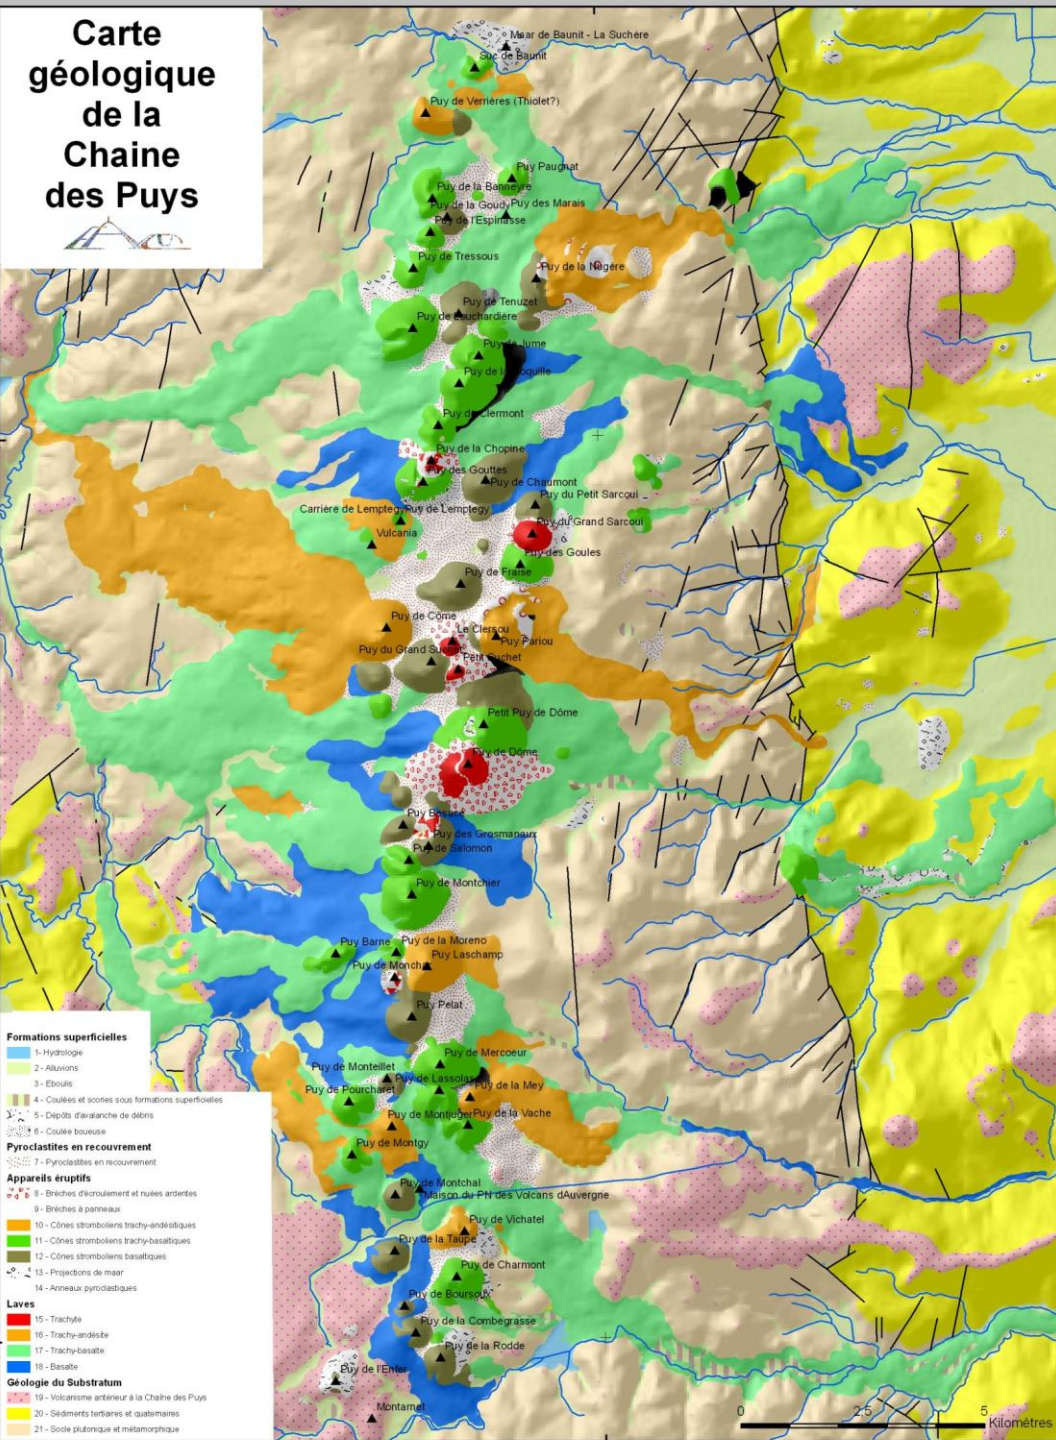 Carte
géologique
de la
Chaine
des Puys
Maar de Baunit - La Suchère
Suc de Baunit
Puy de Verrières (Thiolet?)
Puy Paugnat
Puy de la Banneyre
Puy de la Goudy
Puy des Marais
Puy de l'Espinasse
Puy de Tressous
Puy de la Nugère
Puy de Tenuzet
Puy de Louchardière
Puy de Jume
Puy de la Coquille
Puy de Clermont
Puy de la Chopine
Puy des Gouttes
Puy de Chaumont
Puy du Petit Sarcoui
Carrière de Lemptegy
Puy de Lemptegy
Puy du Grand Sarcoui
Vulcania
Puy des Goules
Puy de Fraise
Puy de Côme
Le Clersou
Puy Pariou
Puy du Grand Suchet
Petit Suchet
Petit Puy de Dôme
Puy de Dôme
Puy Besace
Puy des Grosmanaux
Puy de Salomon
Puy de Montchier
Puy Barne
Puy de la Moreno
Puy Laschamp
Puy de Monchar
Puy Pelat
Puy de Mercoeur
Puy de Monteillet
Puy de Lassolas
Puy de la Mey
Puy de Pourcharet
Puy de Montjuger
Puy de la Vache
Puy de Montgy
Puy de Montchal
Maison du PN des Volcans dAuvergne
Puy de Vichatel
Puy de la Taupe
Puy de Charmont
Puy de Boursoux
Puy de la Combegrasse
Puy de la Rodde
Puy de l'Enfer
Montarnet
Formations superficielles
1- Hydrologie
2 - Alluvions
3 - Eboulis
4 - Coulées et scories sous formations superficielles
5 - Dépôts d'avalanche de débris
6 - Coulée boueuse
Pyroclastites en recouvrement
7 - Pyroclastites en recouvrement
Appareils éruptifs
8 - Brèches d'écroulement et nuées ardentes
9 - Brèches à panneaux
10 - Cônes stromboliens trachy-andésitiques
11 - Cônes stromboliens trachy-basaltiques
12 - Cônes stromboliens basaltiques
13 - Projections de maar
14 - Anneaux pyroclastiques
Laves
15 - Trachyte
16 - Trachy-andésite
17 - Trachy-basalte
18 - Basalte
Géologie du Substratum
19 - Volcanisme antérieur à la Chaîne des Puys
20 - Sédiments tertiaires et quaternaires
21 - Socle plutonique et métamorphique
0 2,5 5
Kilomètres